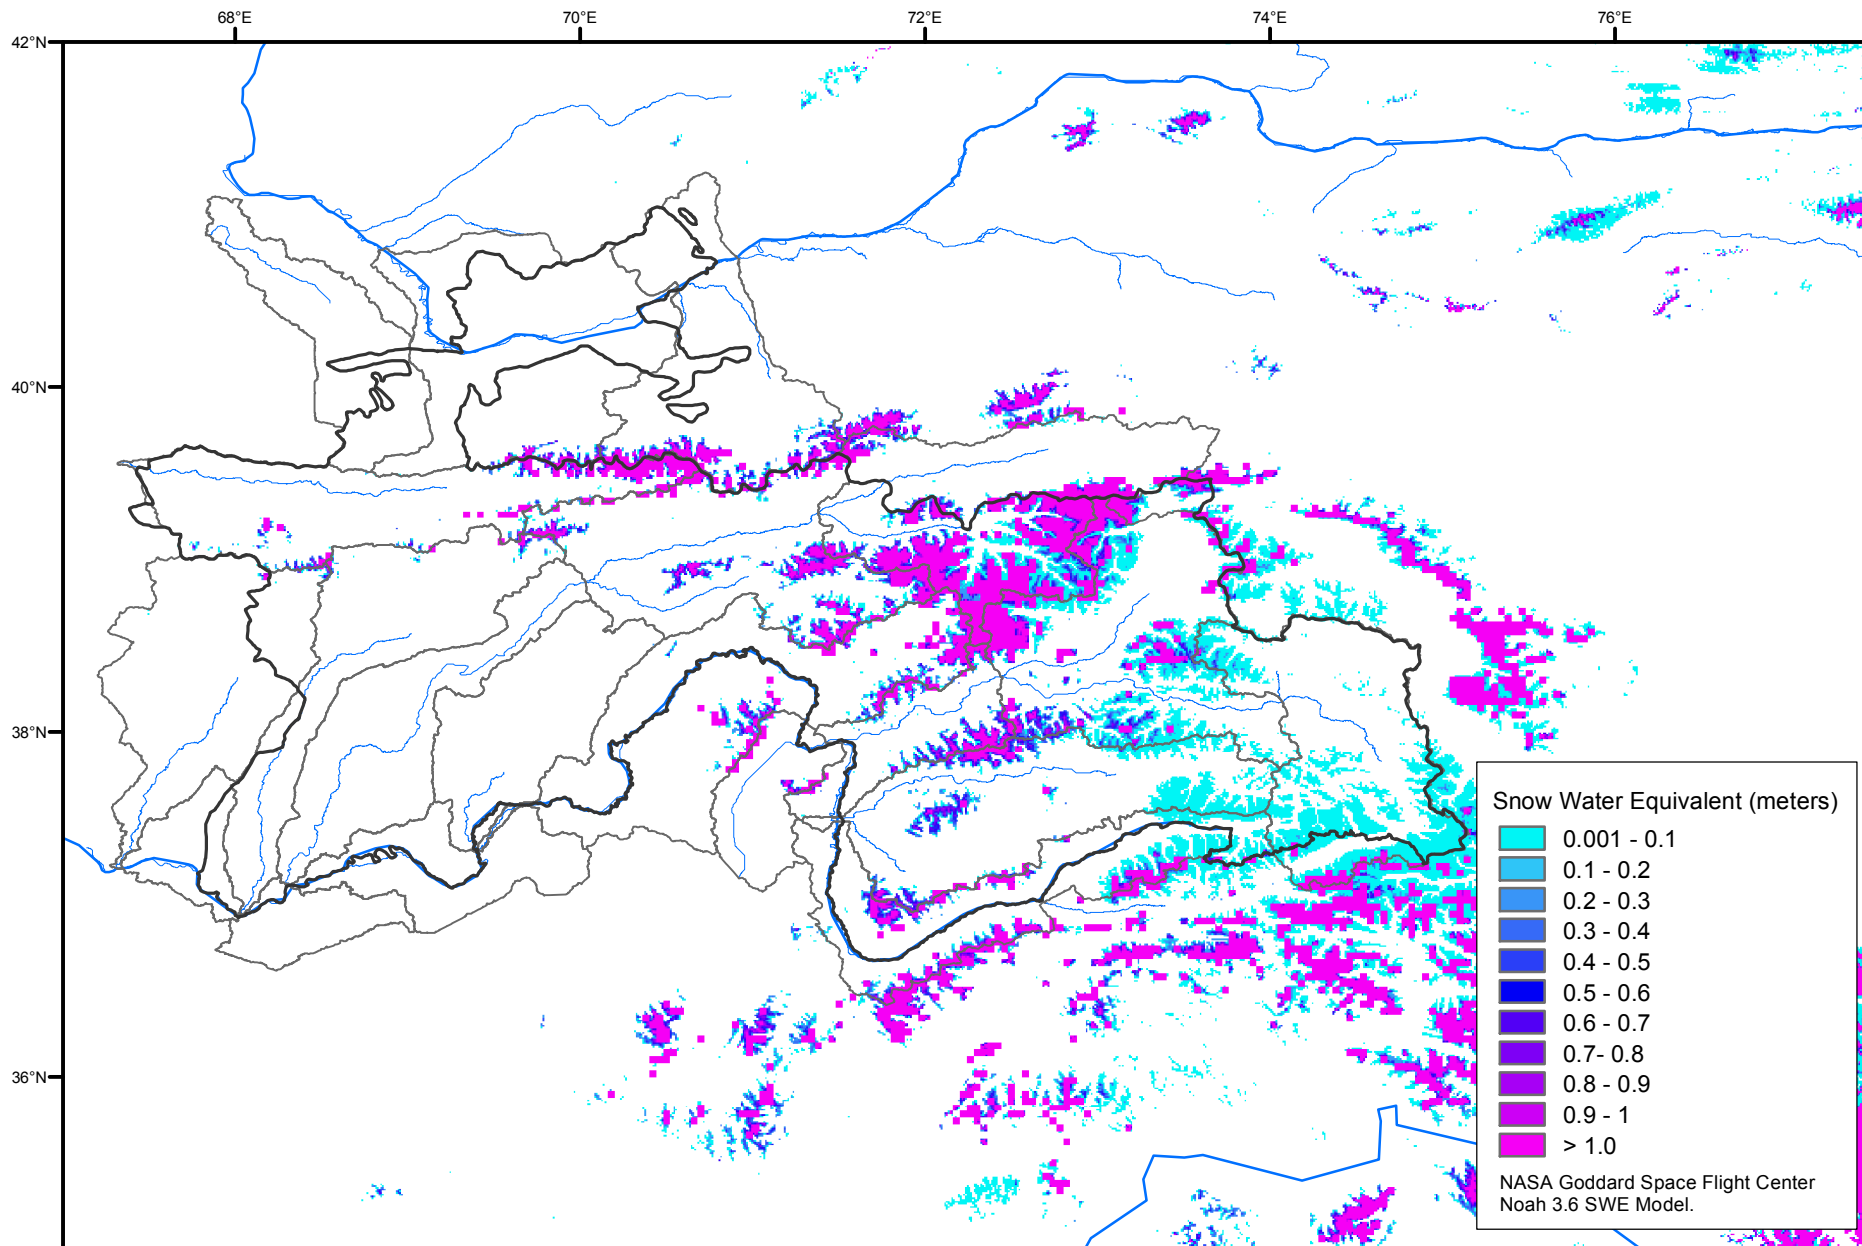 68°E 70°E 72°E 74°E 76°E
42°N
40°N
38°N
36°N
Snow Water Equivalent (meters)
0.001 - 0.1
0.1 - 0.2
0.2 - 0.3
0.3 - 0.4
0.4 - 0.5
0.5 - 0.6
0.6 - 0.7
0.7- 0.8
0.8 - 0.9
0.9 - 1
> 1.0
NASA Goddard Space Flight Center
Noah 3.6 SWE Model.